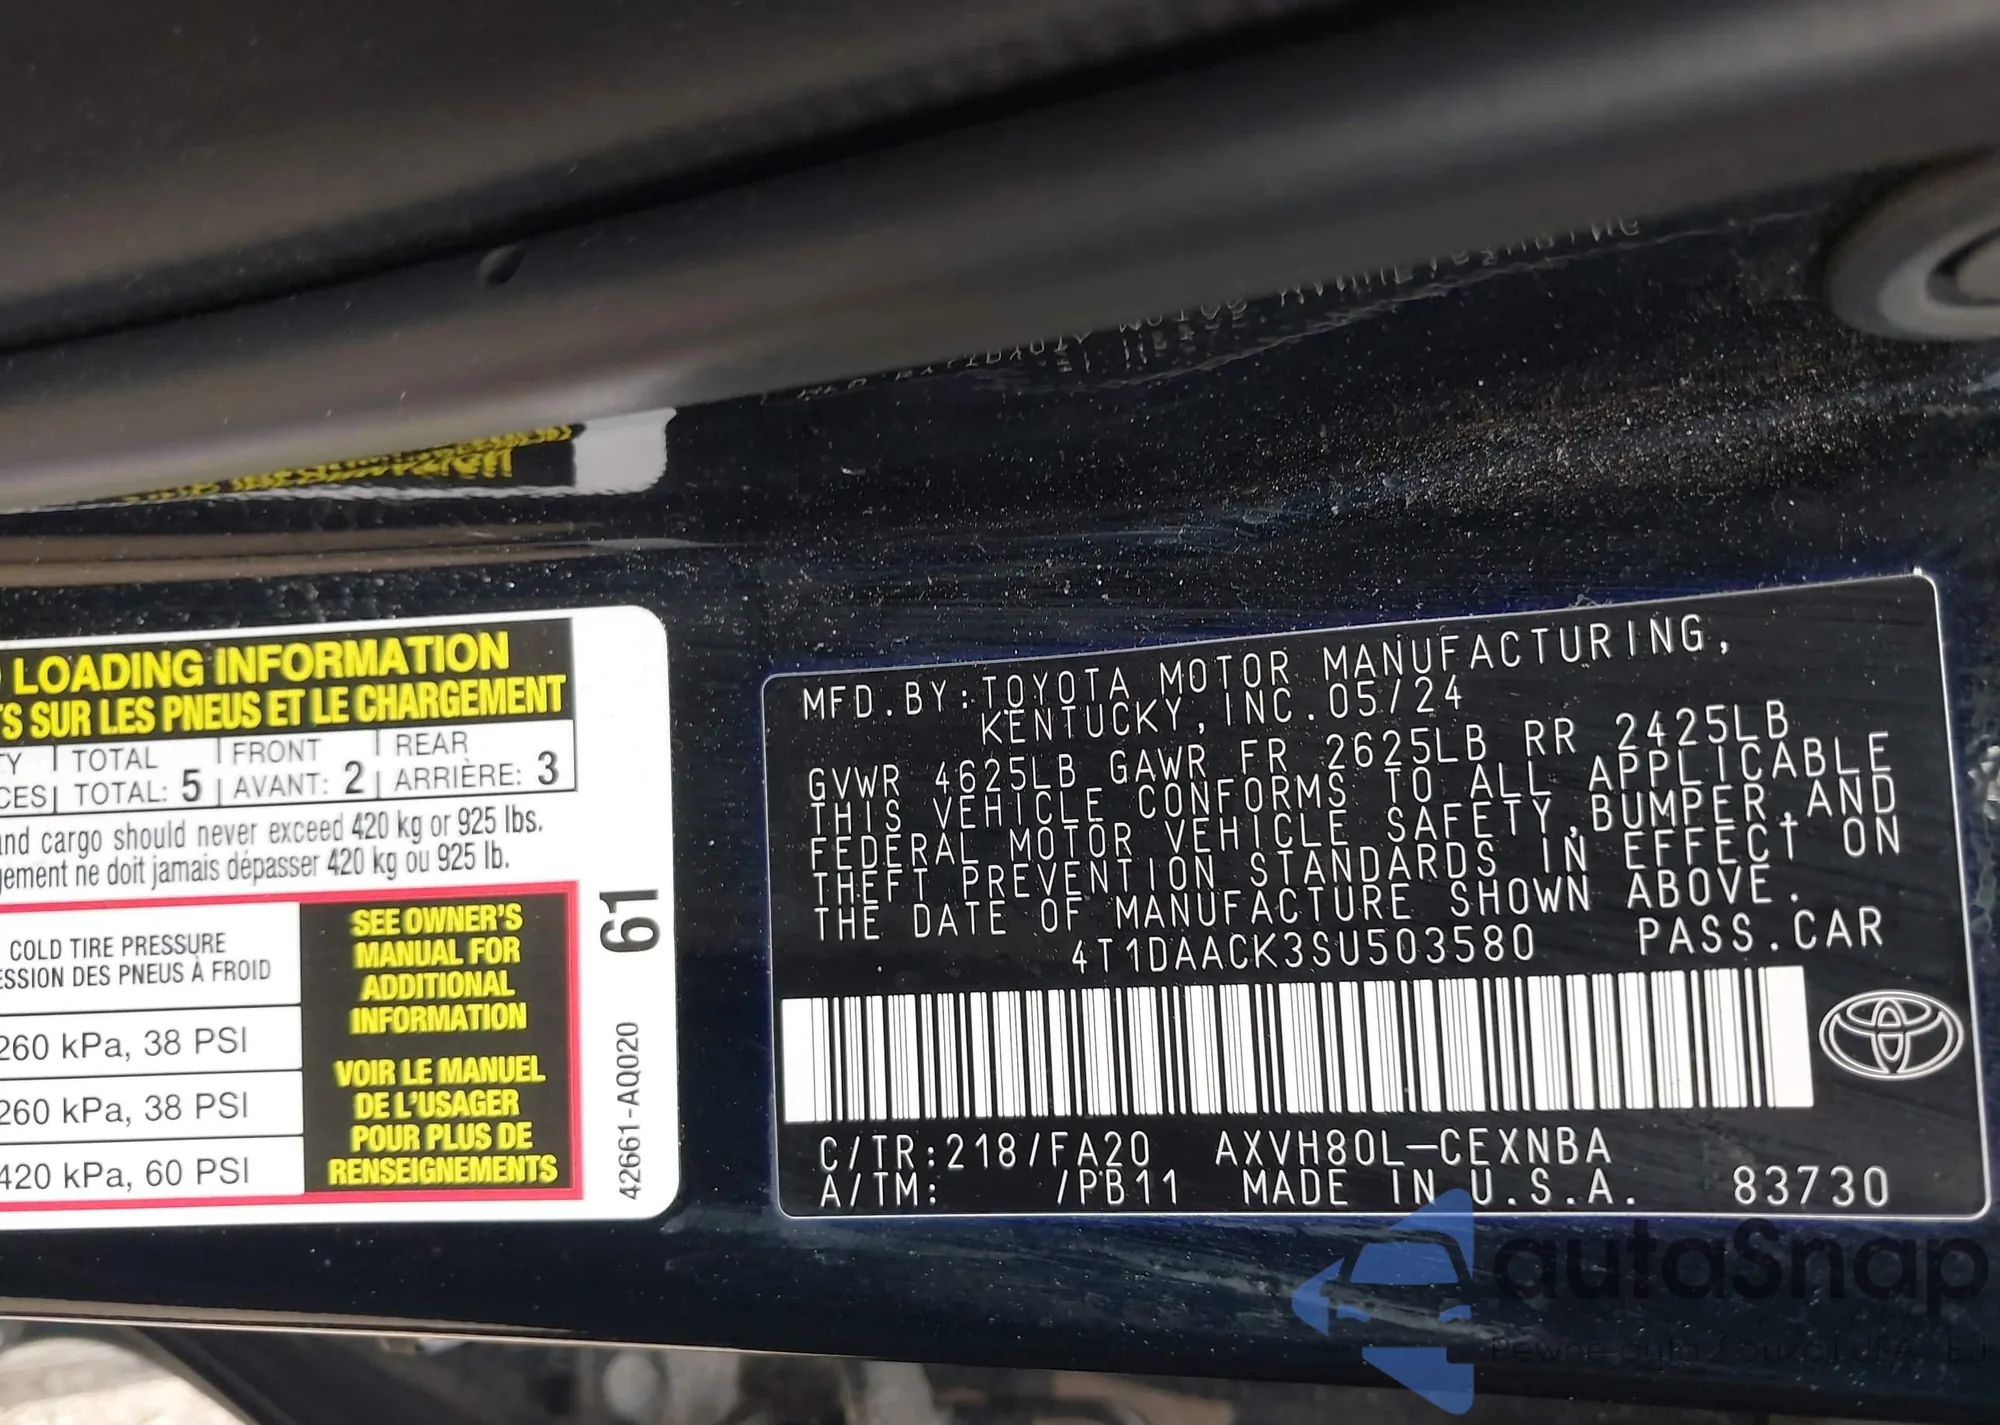 LOADING INFORMATION
SUR LES PNEUS ET LE CHARGEMENT
TOTAL FRONT REAR
TOTAL: 5 AVANT: 2 ARRIÈRE: 3
and cargo should never exceed 420 kg or 925 lbs.
ne doit jamais dépasser 420 kg ou 925 lb.
COLD TIRE PRESSURE
DES PNEUS À FROID
260 kPa, 38 PSI
260 kPa, 38 PSI
420 kPa, 60 PSI
SEE OWNER'S
MANUAL FOR
ADDITIONAL
INFORMATION
VOIR LE MANUEL
DE L'USAGER
POUR PLUS DE
RENSEIGNEMENTS
61
42661-AQ020
MFD.BY:TOYOTA MOTOR MANUFACTURING,
KENTUCKY, INC.05/24
GVWR 4625LB GAWR FR 2625LB RR 2425LB
THIS VEHICLE CONFORMS TO ALL APPLICABLE
FEDERAL MOTOR VEHICLE SAFETY,BUMPER,AND
THEFT PREVENTION STANDARDS IN EFFECT ON
THE DATE OF MANUFACTURE SHOWN ABOVE.
4T1DAACK3SU503580 PASS.CAR
C/TR:218/FA20 AXVH80L-CEXNBA
A/TM: /PB11 MADE IN U.S.A. 83730
autaSnap
Pewne auta z aukcji USA